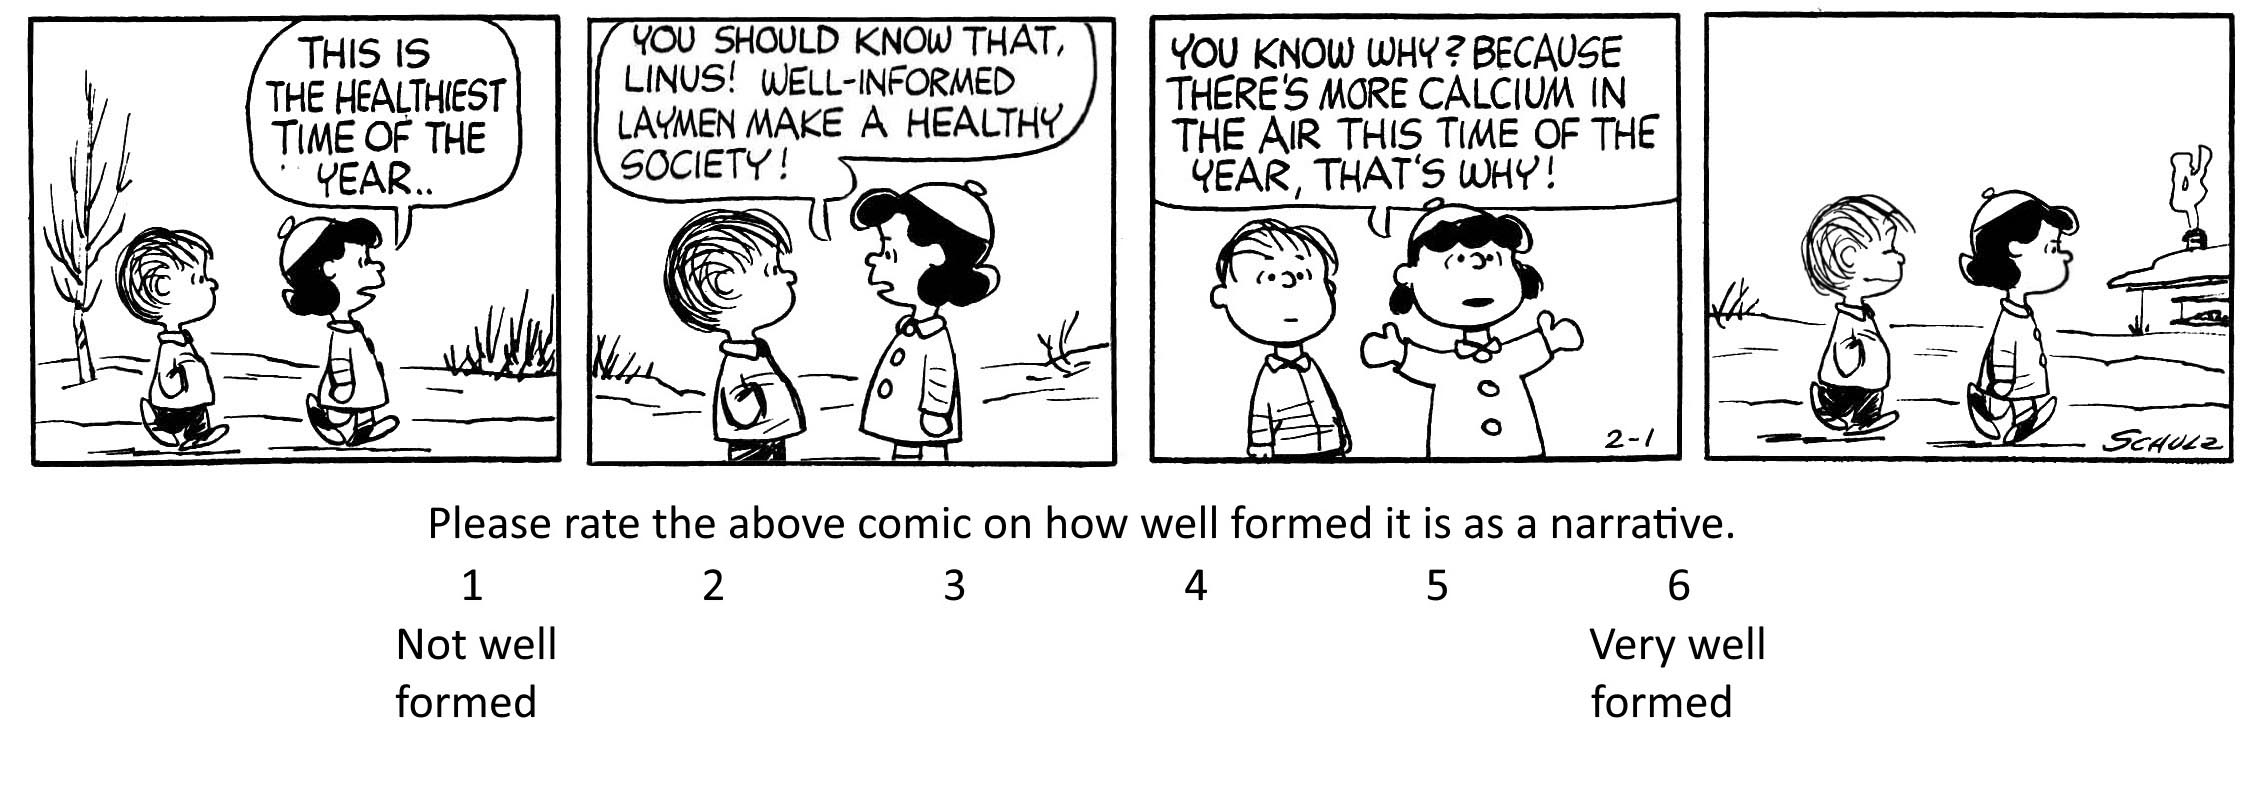 THIS IS
THE HEALTHIEST
TIME OF THE
YEAR..
YOU SHOULD KNOW THAT,
LINUS! WELL-INFORMED
LAYMEN MAKE A HEALTHY
SOCIETY!
YOU KNOW WHY? BECAUSE
THERE'S MORE CALCIUM IN
THE AIR THIS TIME OF THE
YEAR, THAT'S WHY!
2-1
SCHULZ
Please rate the above comic on how well formed it is as a narrative.
1 2 3 4 5 6
Not well
formed
Very well
formed